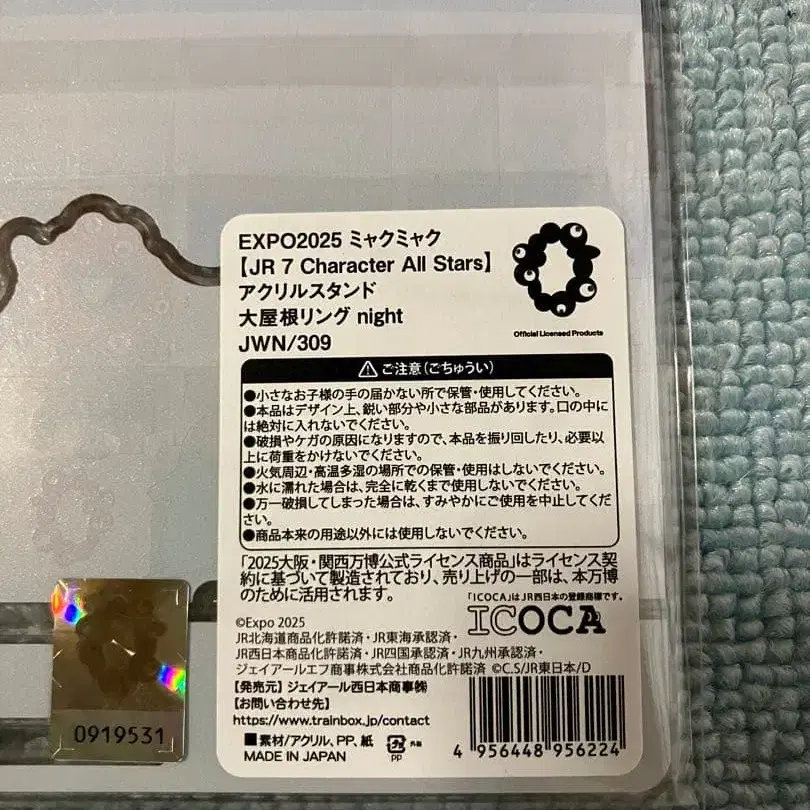 EXPO2025 ミャクミャク
【JR 7 Character All Stars】
アクリルスタンド
大屋根リング night
JWN/309
Official Licensed Products
ご注意(ごちゅうい)
●小さなお子様の手の届かない所で保管・使用してください。
●本品はデザイン上、鋭い部分や小さな部品があります。口の中に
は絶対に入れないでください。
●破損やケガの原因になりますので、本品を振り回したり、必要以
上に荷重をかけないでください。
●火気周辺・高温多湿の場所での保管・使用はしないでください。
●水に濡れた場合は、完全に乾くまで使用しないでください。
●万一破損してしまった場合は、すみやかにご使用を中止してくだ
さい。
●商品本来の用途以外には使用しないでください。
「2025大阪・関西万博公式ライセンス商品」はライセンス契
約に基づいて製造されており、売り上げの一部は、本万博
のために活用されます。
「ICOCA」はJR西日本の登録商標です。
ICOCA
©Expo 2025
JR北海道商品化許諾済・JR東海承認済・
JR西日本商品化許諾済・JR四国承認済・JR九州承認済・
ジェイアールエフ商事株式会社商品化許諾済 ©C.S/JR東日本/D
【発売元】ジェイアール西日本商事㈱
【お問い合わせ先】
https://www.trainbox.jp/contact
■素材/アクリル、PP、紙
プラ
外装
PP
MADE IN JAPAN
4 956448 956224
0919531